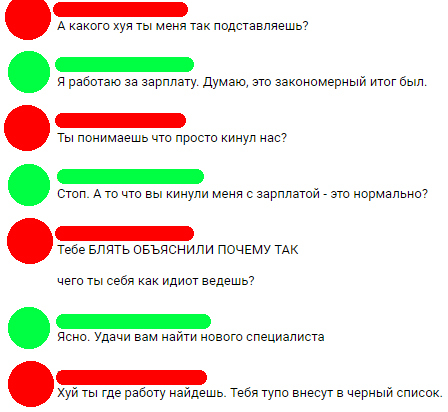 А какого хуя ты меня так подставляешь?
Я работаю за зарплату. Думаю, это закономерный итог был.
Ты понимаешь что просто кинул нас?
Стоп. А то что вы кинули меня с зарплатой - это нормально?
Тебе БЛЯТЬ ОБЪЯСНИЛИ ПОЧЕМУ ТАК
чего ты себя как идиот ведешь?
Ясно. Удачи вам найти нового специалиста
Хуй ты где работу найдешь. Тебя тупо внесут в черный список.